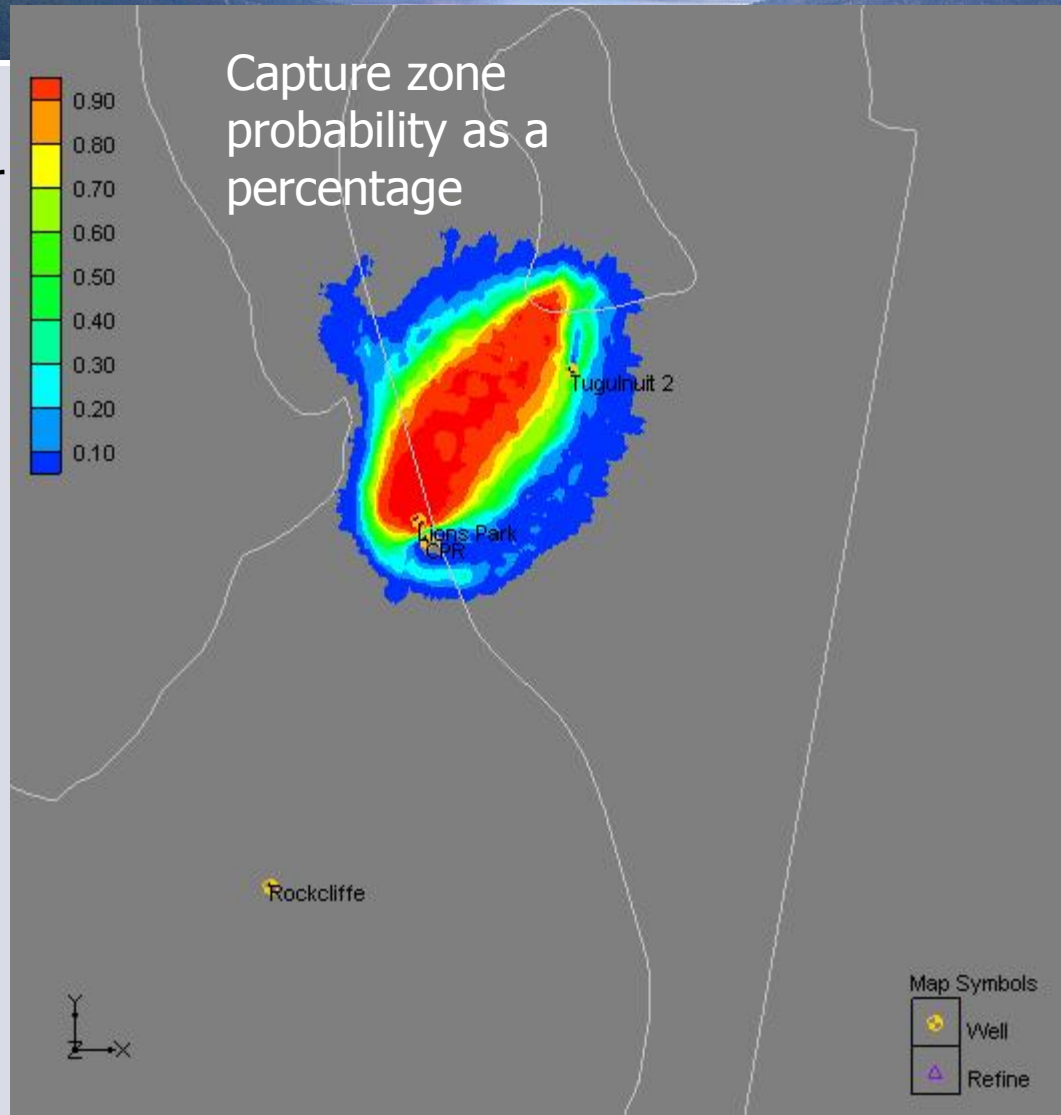 Capture zone
probability as a
percentage
0.90
0.80
0.70
0.60
0.50
0.40
0.30
0.20
0.10
Tugulnuit 2
Lions Park
CPR
Rockcliffe
Y
Z
X
Map Symbols
Well
Refine